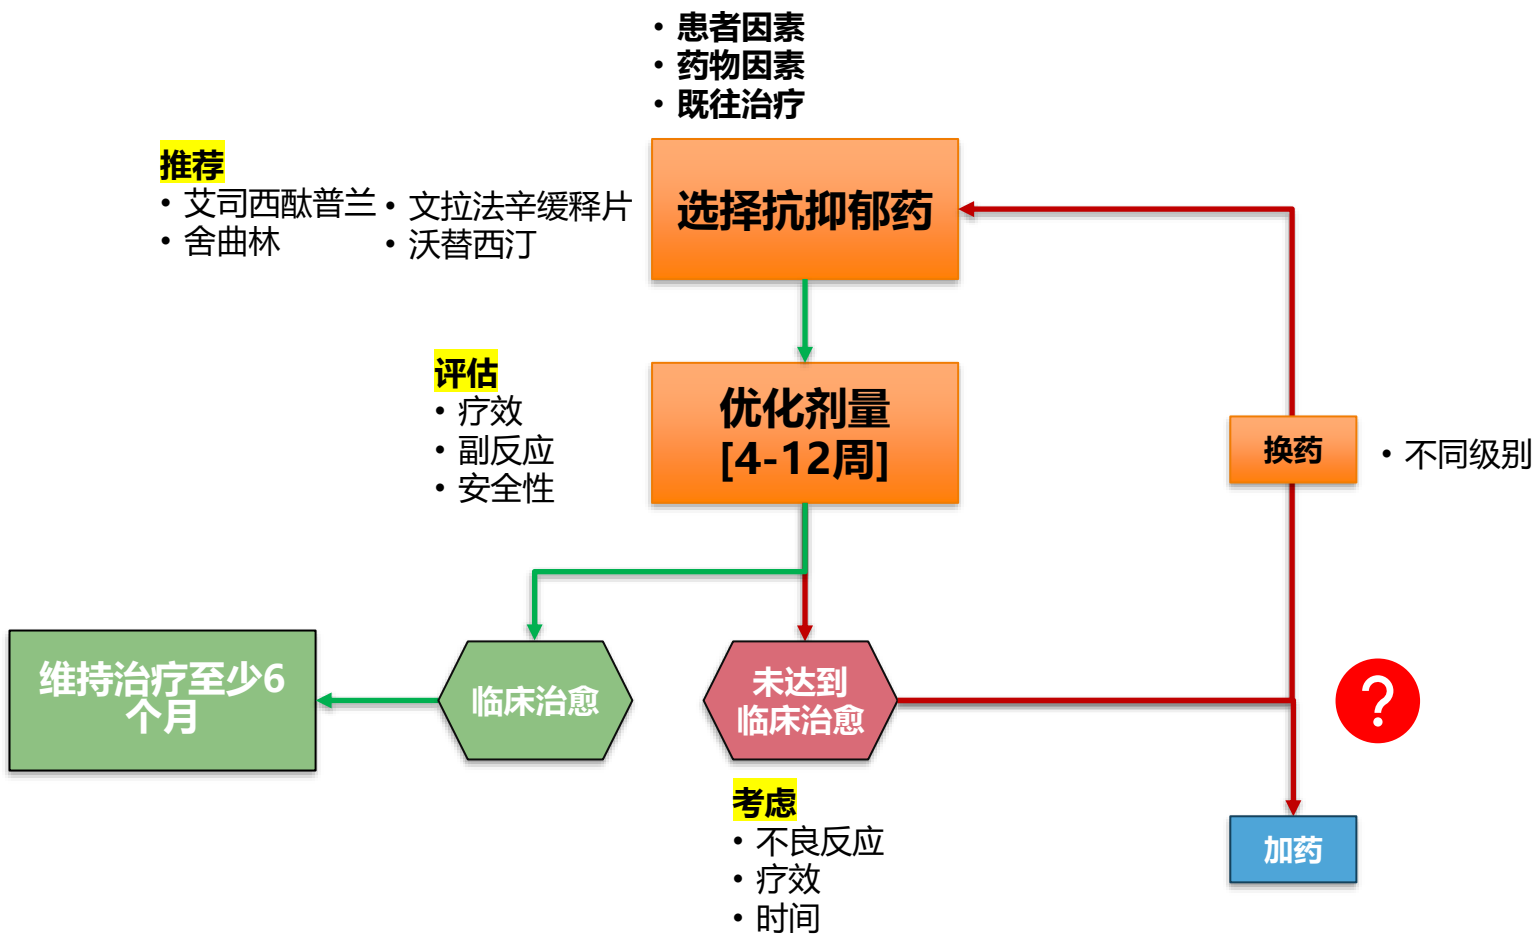 • 患者因素
• 药物因素
• 既往治疗
推荐
• 艾司西酞普兰
• 舍曲林
• 文拉法辛缓释片
• 沃替西汀
选择抗抑郁药
评估
• 疗效
• 副反应
• 安全性
优化剂量
[4-12周]
换药
• 不同级别
维持治疗至少6
个月
临床治愈
未达到
临床治愈
?
考虑
• 不良反应
• 疗效
• 时间
加药